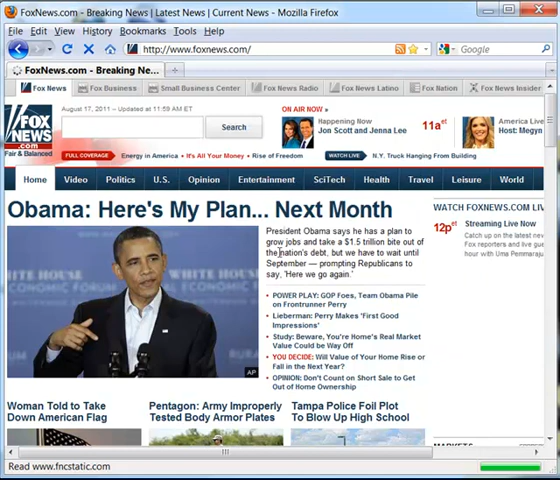 FoxNews.com - Breaking News | Latest News | Current News - Mozilla Firefox
File Edit View History Bookmarks Tools Help
http://www.foxnews.com/
Google
FoxNews.com - Breaking Ne...
Fox News
Fox Business
Small Business Center
Fox News Radio
Fox News Latino
Fox Nation
Fox News Insider
August 17, 2011 – Updated at 11:59 AM ET
ON AIR NOW »
FOX
NEWS
.com
Fair & Balanced
Search
Happening Now
Jon Scott and Jenna Lee
11a et
America Live
Host: Megyn
FULL COVERAGE
Energy in America • It's All Your Money • Rise of Freedom
WATCH LIVE
N.Y. Truck Hanging From Building
Home Video Politics U.S. Opinion Entertainment SciTech Health Travel Leisure World
Obama: Here's My Plan... Next Month
WATCH FOXNEWS.COM LIV
President Obama says he has a plan to
grow jobs and take a $1.5 trillion bite out of
the nation's debt, but we have to wait until
September — prompting Republicans to
say, 'Here we go again.'
12p et
Streaming Live Now
Catch up on the latest new
Fox reporters and live gue
hour with Uma Pemmaraju
• POWER PLAY: GOP Foes, Team Obama Pile
on Frontrunner Perry
• Lieberman: Perry Makes 'First Good
Impressions'
• Study: Beware, You're Home's Real Market
Value Could be Way Off
• YOU DECIDE: Will Value of Your Home Rise or
Fall in the Next Year?
• OPINION: Don't Count on Short Sale to Get
Out of Home Ownership
WHITE HOUSE
AP
Woman Told to Take
Down American Flag
Pentagon: Army Improperly
Tested Body Armor Plates
Tampa Police Foil Plot
To Blow Up High School
MARKETS
Read www.fncstatic.com